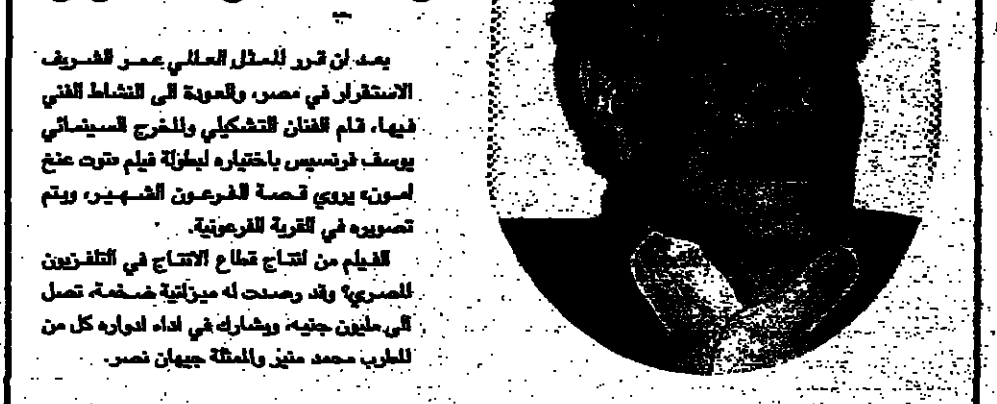 بعد ان قرر الممثل العالمي عمر الشريف
الاستقرار في مصر، والعودة الى النشاط الفني
فيها، قام الفنان التشكيلي والمخرج السينمائي
يوسف فرنسيس باختياره لبطولة فيلم «توت عنخ
امون» يروي قصة الفرعون الشهير، ويتم
تصويره في القرية الفرعونية.
الفيلم من انتاج قطاع الانتاج في التلفزيون
المصري؟ وقد رصدت له ميزانية ضخمة، تصل
الى مليون جنيه، ويشارك في اداء ادواره كل من
المطرب محمد منير والممثلة جيهان نصر.